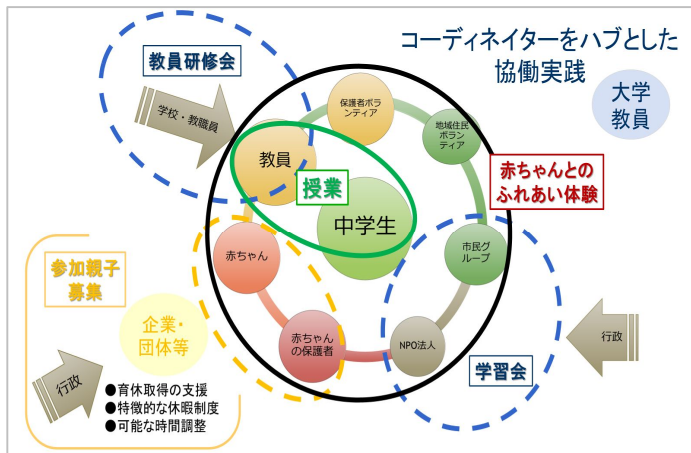 コーディネイターをハブとした
協働実践
大学
教員
教員研修会
学校・教職員
保護者ボラ
ンティア
地域住民
ボラン
ティア
教員
授業
中学生
赤ちゃんとの
ふれあい体験
赤ちゃん
市民グ
ループ
参加親子
募集
企業・
団体等
赤ちゃん
の保護者
NPO法人
行政
学習会
行政
●育休取得の支援
●特徴的な休暇制度
●可能な時間調整